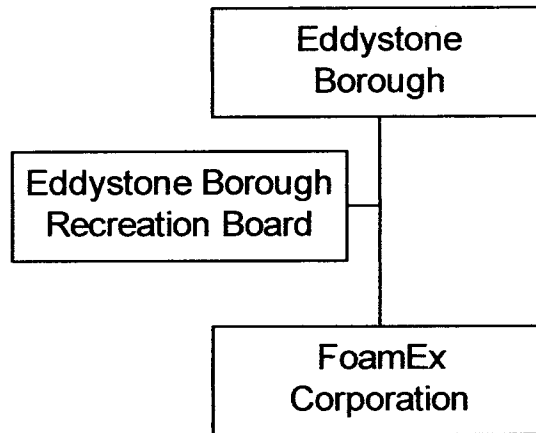 Eddystone
Borough
Eddystone Borough
Recreation Board
FoamEx
Corporation